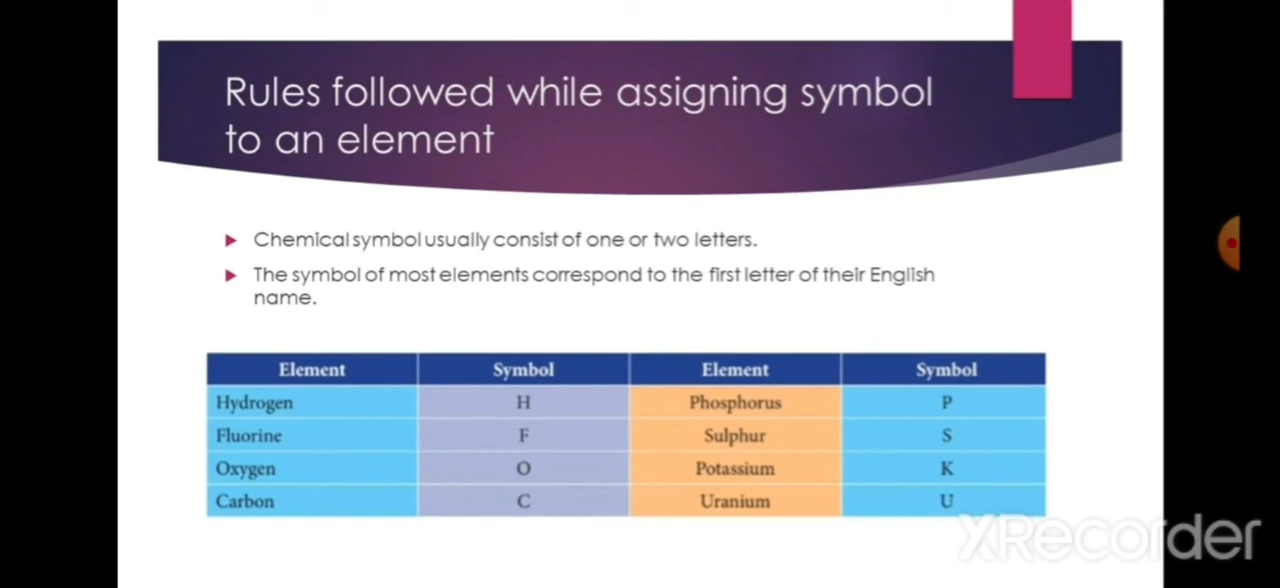 Rules followed while assigning symbol
to an element
Chemical symbol usually consist of one or two letters.
The symbol of most elements correspond to the first letter of their English
name.
Element Symbol Element Symbol
Hydrogen H Phosphorus P
Fluorine F Sulphur S
Oxygen O Potassium K
Carbon C Uranium U
XRecorder